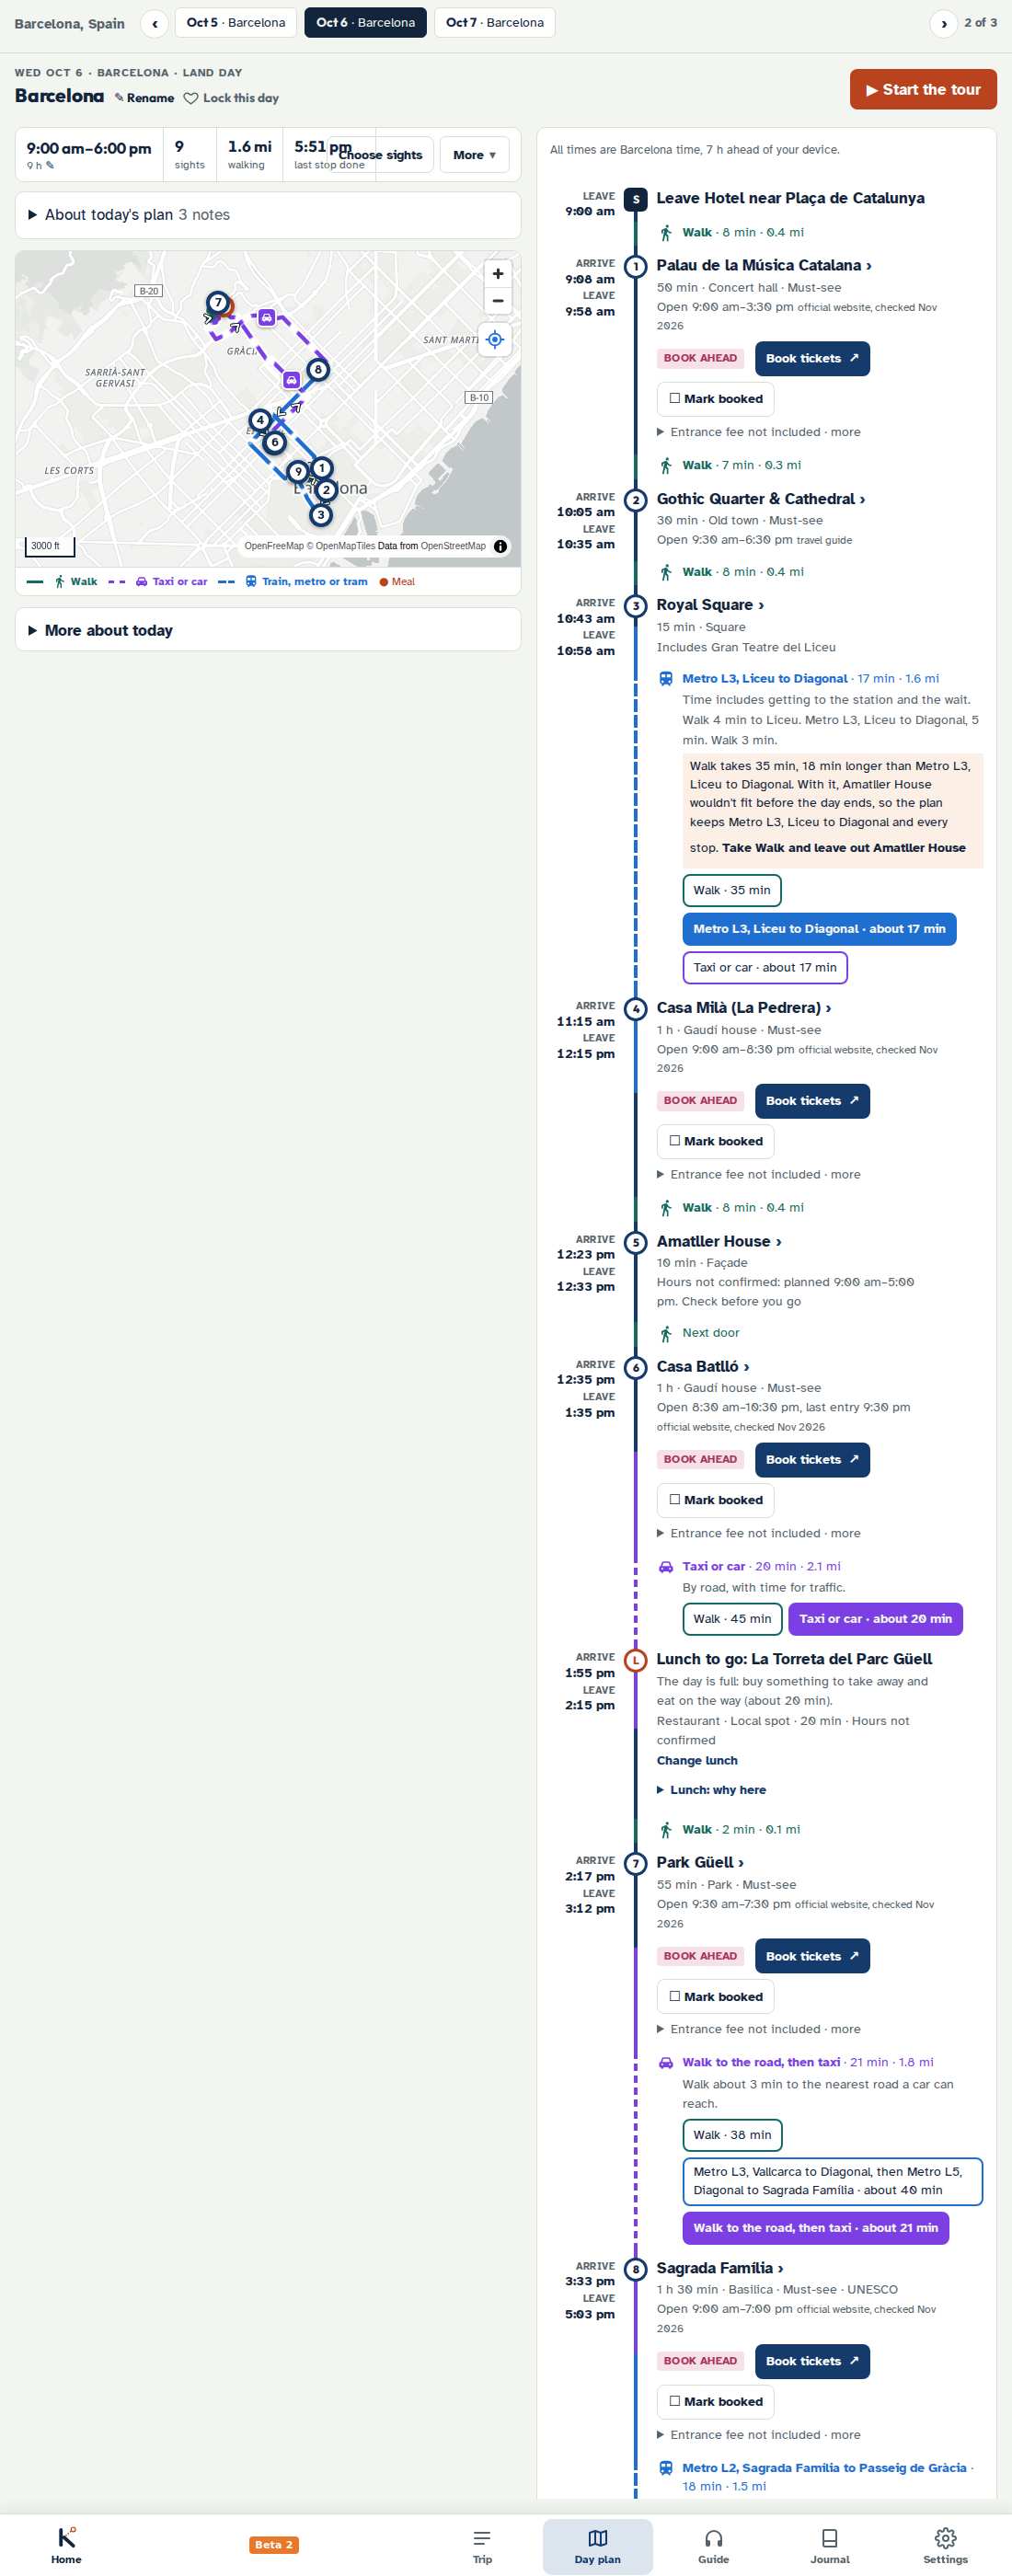 Barcelona, Spain
‹
Oct 5 · Barcelona
Oct 6 · Barcelona
Oct 7 · Barcelona
›
2 of 3
WED OCT 6 · BARCELONA · LAND DAY
Barcelona
✎ Rename
Lock this day
▶ Start the tour
9:00 am–6:00 pm
9 h ✎
9
sights
1.6 mi
walking
5:51 pm
last stop done
Choose sights
More ▾
▶ About today's plan 3 notes
B-20
GRÀCIA
SANT MARTÍ
SARRIÀ-SANT
GERVASI
B-10
LES CORTS
+
−
7
8
4
6
9
1
2
3
3000 ft
OpenFreeMap © OpenMapTiles Data from OpenStreetMap
Walk
Taxi or car
Train, metro or tram
Meal
▶ More about today
All times are Barcelona time, 7 h ahead of your device.
LEAVE
9:00 am
S
Leave Hotel near Plaça de Catalunya
Walk · 8 min · 0.4 mi
ARRIVE
9:08 am
LEAVE
9:58 am
1
Palau de la Música Catalana ›
50 min · Concert hall · Must-see
Open 9:00 am–3:30 pm official website, checked Nov
2026
BOOK AHEAD
Book tickets ↗
☐ Mark booked
▶ Entrance fee not included · more
Walk · 7 min · 0.3 mi
ARRIVE
10:05 am
LEAVE
10:35 am
2
Gothic Quarter & Cathedral ›
30 min · Old town · Must-see
Open 9:30 am–6:30 pm travel guide
Walk · 8 min · 0.4 mi
ARRIVE
10:43 am
LEAVE
10:58 am
3
Royal Square ›
15 min · Square
Includes Gran Teatre del Liceu
Metro L3, Liceu to Diagonal · 17 min · 1.6 mi
Time includes getting to the station and the wait.
Walk 4 min to Liceu. Metro L3, Liceu to Diagonal, 5
min. Walk 3 min.
Walk takes 35 min, 18 min longer than Metro L3,
Liceu to Diagonal. With it, Amatller House
wouldn't fit before the day ends, so the plan
keeps Metro L3, Liceu to Diagonal and every
stop. Take Walk and leave out Amatller House
Walk · 35 min
Metro L3, Liceu to Diagonal · about 17 min
Taxi or car · about 17 min
ARRIVE
11:15 am
LEAVE
12:15 pm
4
Casa Milà (La Pedrera) ›
1 h · Gaudí house · Must-see
Open 9:00 am–8:30 pm official website, checked Nov
2026
BOOK AHEAD
Book tickets ↗
☐ Mark booked
▶ Entrance fee not included · more
Walk · 8 min · 0.4 mi
ARRIVE
12:23 pm
LEAVE
12:33 pm
5
Amatller House ›
10 min · Façade
Hours not confirmed: planned 9:00 am–5:00
pm. Check before you go
Next door
ARRIVE
12:35 pm
LEAVE
1:35 pm
6
Casa Batlló ›
1 h · Gaudí house · Must-see
Open 8:30 am–10:30 pm, last entry 9:30 pm
official website, checked Nov 2026
BOOK AHEAD
Book tickets ↗
☐ Mark booked
▶ Entrance fee not included · more
Taxi or car · 20 min · 2.1 mi
By road, with time for traffic.
Walk · 45 min
Taxi or car · about 20 min
ARRIVE
1:55 pm
LEAVE
2:15 pm
L
Lunch to go: La Torreta del Parc Güell
The day is full: buy something to take away and
eat on the way (about 20 min).
Restaurant · Local spot · 20 min · Hours not
confirmed
Change lunch
▶ Lunch: why here
Walk · 2 min · 0.1 mi
ARRIVE
2:17 pm
LEAVE
3:12 pm
7
Park Güell ›
55 min · Park · Must-see
Open 9:30 am–7:30 pm official website, checked Nov
2026
BOOK AHEAD
Book tickets ↗
☐ Mark booked
▶ Entrance fee not included · more
Walk to the road, then taxi · 21 min · 1.8 mi
Walk about 3 min to the nearest road a car can
reach.
Walk · 38 min
Metro L3, Vallcarca to Diagonal, then Metro L5,
Diagonal to Sagrada Família · about 40 min
Walk to the road, then taxi · about 21 min
ARRIVE
3:33 pm
LEAVE
5:03 pm
8
Sagrada Família ›
1 h 30 min · Basilica · Must-see · UNESCO
Open 9:00 am–7:00 pm official website, checked Nov
2026
BOOK AHEAD
Book tickets ↗
☐ Mark booked
▶ Entrance fee not included · more
Metro L2, Sagrada Família to Passeig de Gràcia ·
18 min · 1.5 mi
Home
Beta 2
Trip
Day plan
Guide
Journal
Settings